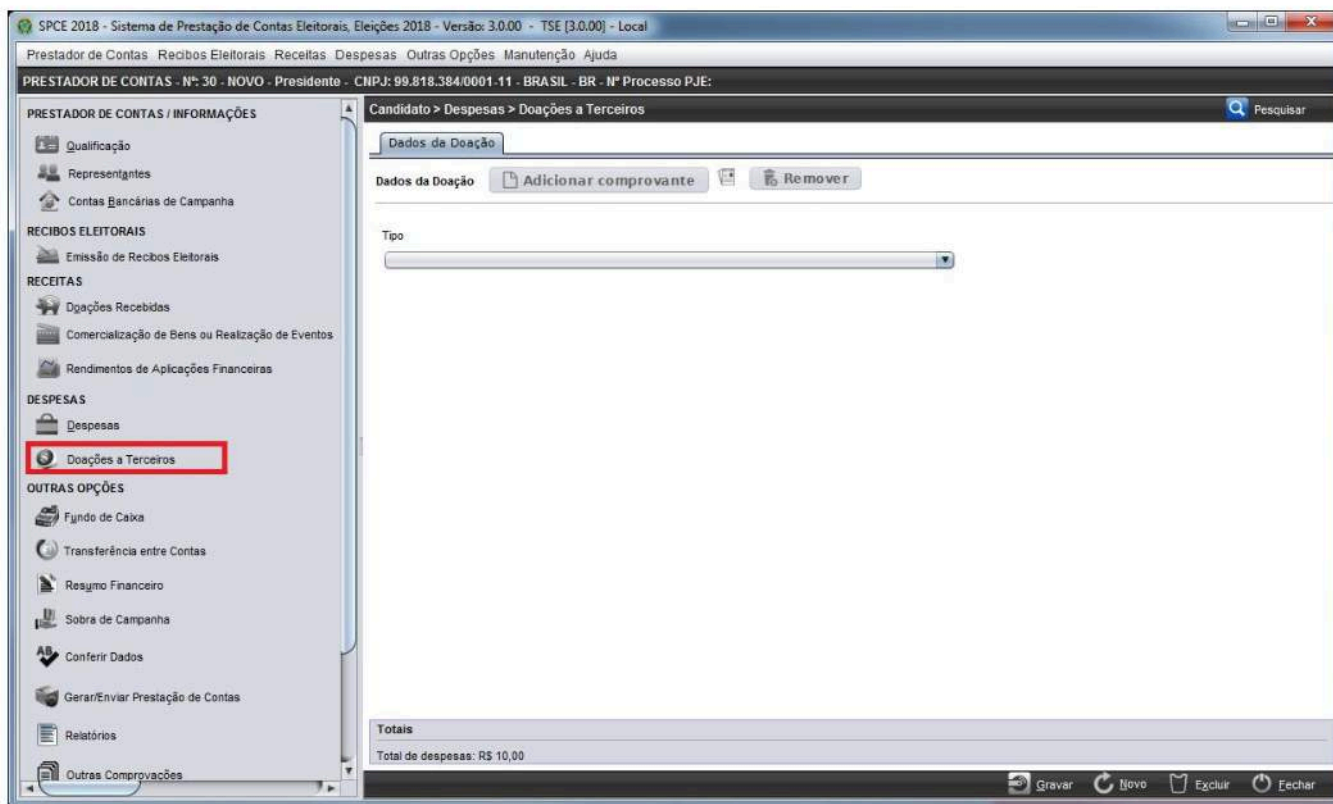 SPCE 2018 - Sistema de Prestação de Contas Eleitorais, Eleições 2018 - Versão: 3.0.00 - TSE [3.0.00] - Local
Prestador de Contas Recibos Eleitorais Receitas Despesas Outras Opções Manutenção Ajuda
PRESTADOR DE CONTAS - Nº: 30 - NOVO - Presidente - CNPJ: 99.818.384/0001-11 - BRASIL - BR - Nº Processo PJE:
PRESTADOR DE CONTAS / INFORMAÇÕES
Qualificação
Representantes
Contas Bancárias de Campanha
RECIBOS ELEITORAIS
Emissão de Recibos Eleitorais
RECEITAS
Doações Recebidas
Comercialização de Bens ou Realização de Eventos
Rendimentos de Aplicações Financeiras
DESPESAS
Despesas
Doações a Terceiros
OUTRAS OPÇÕES
Fundo de Caixa
Transferência entre Contas
Resumo Financeiro
Sobra de Campanha
Conferir Dados
Gerar/Enviar Prestação de Contas
Relatórios
Outras Comprovações
Candidato > Despesas > Doações a Terceiros
Pesquisar
Dados da Doação
Dados da Doação Adicionar comprovante Remover
Tipo
Totais
Total de despesas: R$ 10,00
Gravar Novo Excluir Fechar